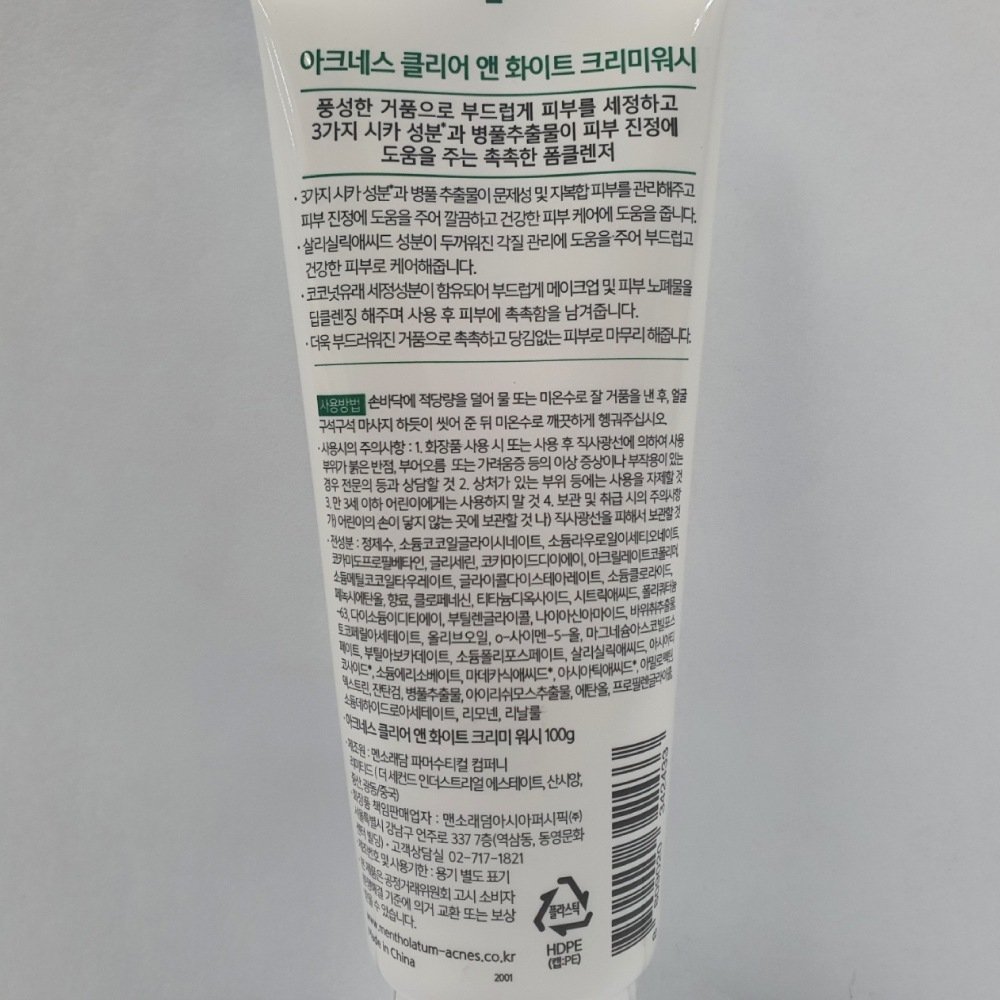 아크네스 클리어 앤 화이트 크리미워시
풍성한 거품으로 부드럽게 피부를 세정하고
3가지 시카 성분*과 병풀추출물이 피부 진정에
도움을 주는 촉촉한 폼클렌저
· 3가지 시카 성분*과 병풀 추출물이 문제성 및 지복합 피부를 관리해주고
피부 진정에 도움을 주어 깔끔하고 건강한 피부 케어에 도움을 줍니다.
· 살리실릭애씨드 성분이 두꺼워진 각질 관리에 도움을 주어 부드럽고
건강한 피부로 케어해줍니다.
· 코코넛유래 세정성분이 함유되어 부드럽게 메이크업 및 피부 노폐물을
딥클렌징 해주며 사용 후 피부에 촉촉함을 남겨줍니다.
· 더욱 부드러워진 거품으로 촉촉하고 당김없는 피부로 마무리 해줍니다.
사용방법 손바닥에 적당량을 덜어 물 또는 미온수로 잘 거품을 낸 후, 얼굴
구석구석 마사지 하듯이 씻어 준 뒤 미온수로 깨끗하게 헹궈주십시오.
· 사용시의 주의사항 : 1. 화장품 사용 시 또는 사용 후 직사광선에 의하여 사용
부위가 붉은 반점, 부어오름 또는 가려움증 등의 이상 증상이나 부작용이 있는
경우 전문의 등과 상담할 것 2. 상처가 있는 부위 등에는 사용을 자제할 것
3. 만 3세 이하 어린이에게는 사용하지 말 것 4. 보관 및 취급 시의 주의사항
가) 어린이의 손이 닿지 않는 곳에 보관할 것 나) 직사광선을 피해서 보관할 것
· 전성분 : 정제수, 소듐코코일글라이시네이트, 소듐라우로일이세티오네이트,
코카미도프로필베타인, 글리세린, 코카마이드디이에이, 아크릴레이트코폴리머,
소듐메틸코코일타우레이트, 글라이콜다이스테아레이트, 소듐클로라이드,
페녹시에탄올, 향료, 클로페네신, 티타늄디옥사이드, 시트릭애씨드, 폴리쿼터늄
-63, 다이소듐이디티에이, 부틸렌글라이콜, 나이아신아마이드, 바위취추출물,
토코페릴아세테이트, 올리브오일, o-사이멘-5-올, 마그네슘아스코빌포스
페이트, 부틸아보카데이트, 소듐폴리포스페이트, 살리실릭애씨드, 아시아티
코사이드*, 소듐에리소베이트, 마데카식애씨드*, 아시아틱애씨드*, 아밀로펙틴,
덱스트린, 잔탄검, 병풀추출물, 아이리쉬모스추출물, 에탄올, 프로필렌글라이콜,
소듐데하이드로아세테이트, 리모넨, 리날룰
· 아크네스 클리어 앤 화이트 크리미 워시 100g
· 제조원 : 멘소래담 파머수티컬 컴퍼니
리미티드 ( 더 세컨드 인더스트리얼 에스테이트, 산시앙,
중산, 광동/중국)
· 화장품 책임판매업자 : 맨소래덤아시아퍼시픽(주)
서울특별시 강남구 언주로 337 7층(역삼동, 동영문화
센터 빌딩) · 고객상담실 02-717-1821
제조번호 및 사용기한 : 용기 별도 표기
본 제품은 공정거래위원회 고시 소비자
분쟁해결 기준에 의거 교환 또는 보상
받을 수 있습니다.
www.mentholatum-acnes.co.kr
Made in China
2001
플라스틱
HDPE
(캡:PE)